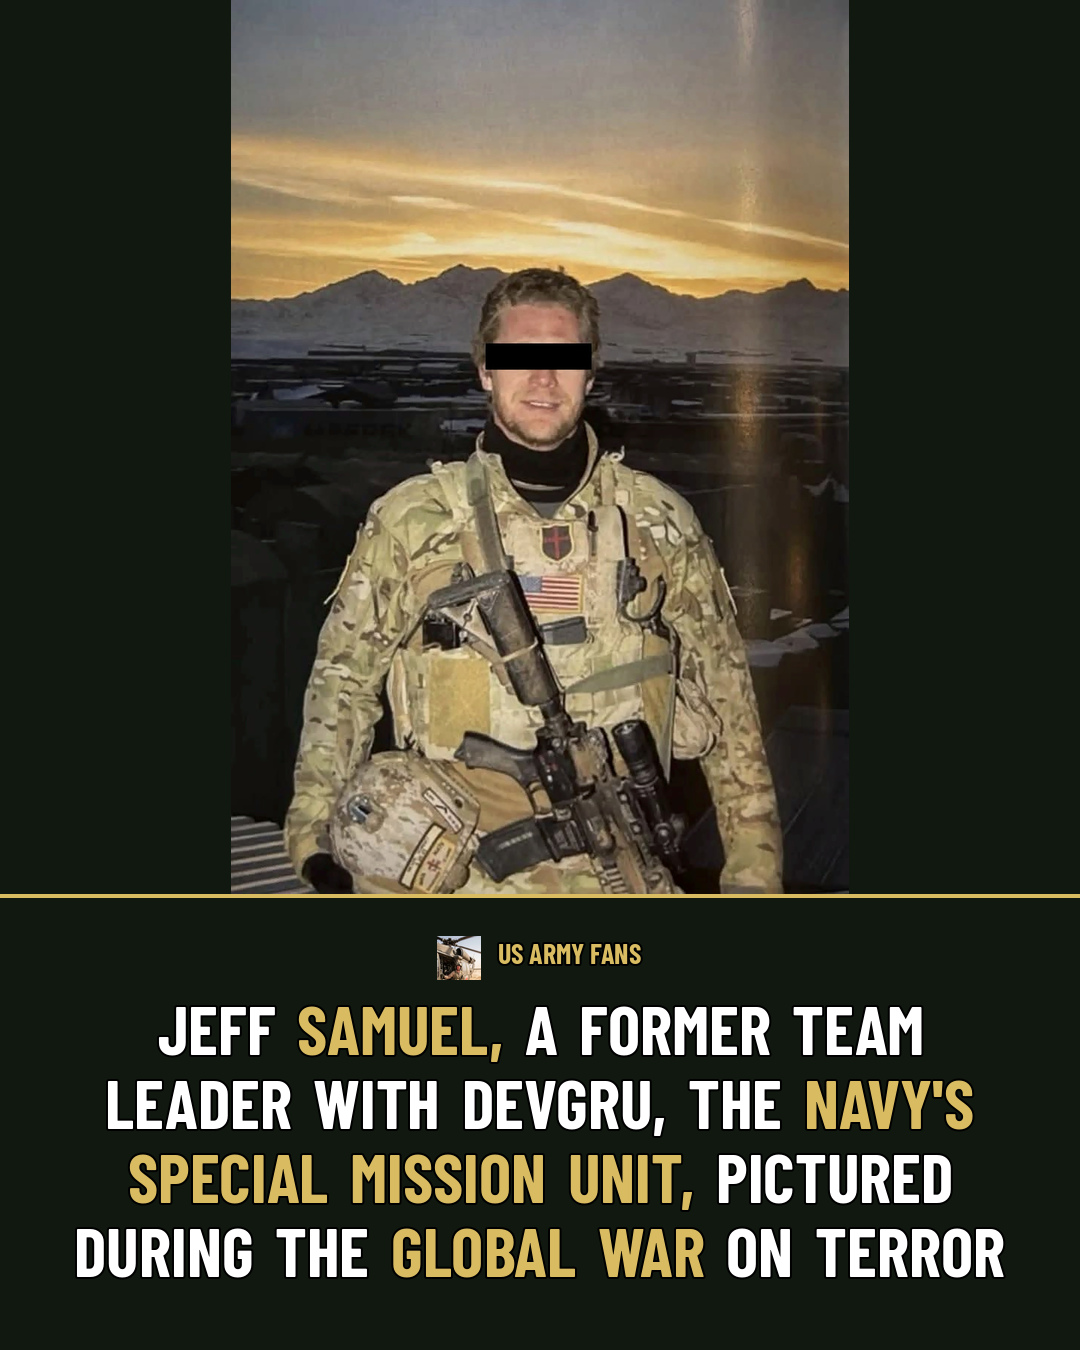 US ARMY FANS
JEFF SAMUEL, A FORMER TEAM
LEADER WITH DEVGRU, THE NAVY'S
SPECIAL MISSION UNIT, PICTURED
DURING THE GLOBAL WAR ON TERROR